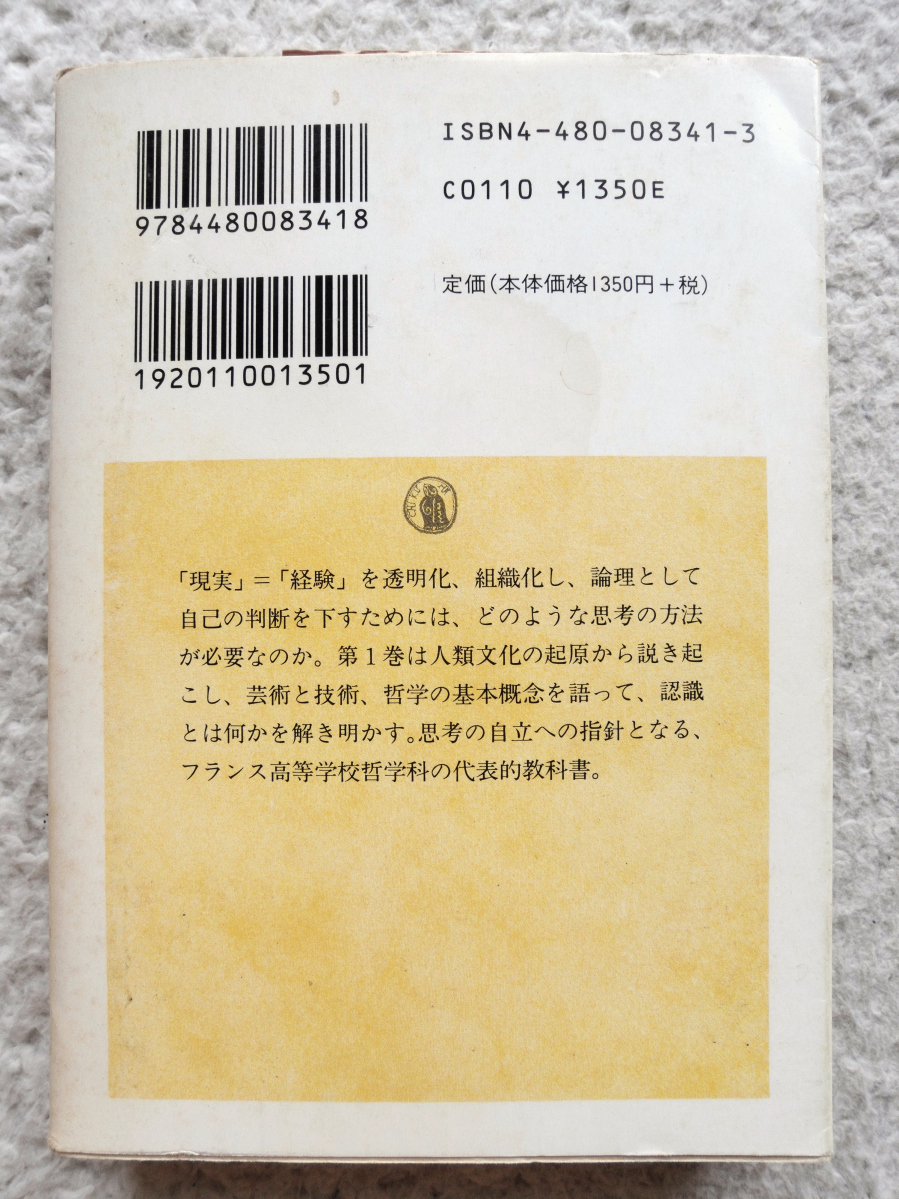 ISBN4-480-08341-3
C0110 ¥1350E
9784480083418
定価(本体価格1350円+税)
1920110013501
「現実」=「経験」を透明化、組織化し、論理として
自己の判断を下すためには、どのような思考の方法
が必要なのか。第1巻は人類文化の起原から説き起
こし、芸術と技術、哲学の基本概念を語って、認識
とは何かを解き明かす。思考の自立への指針となる、
フランス高等学校哲学科の代表的教科書。